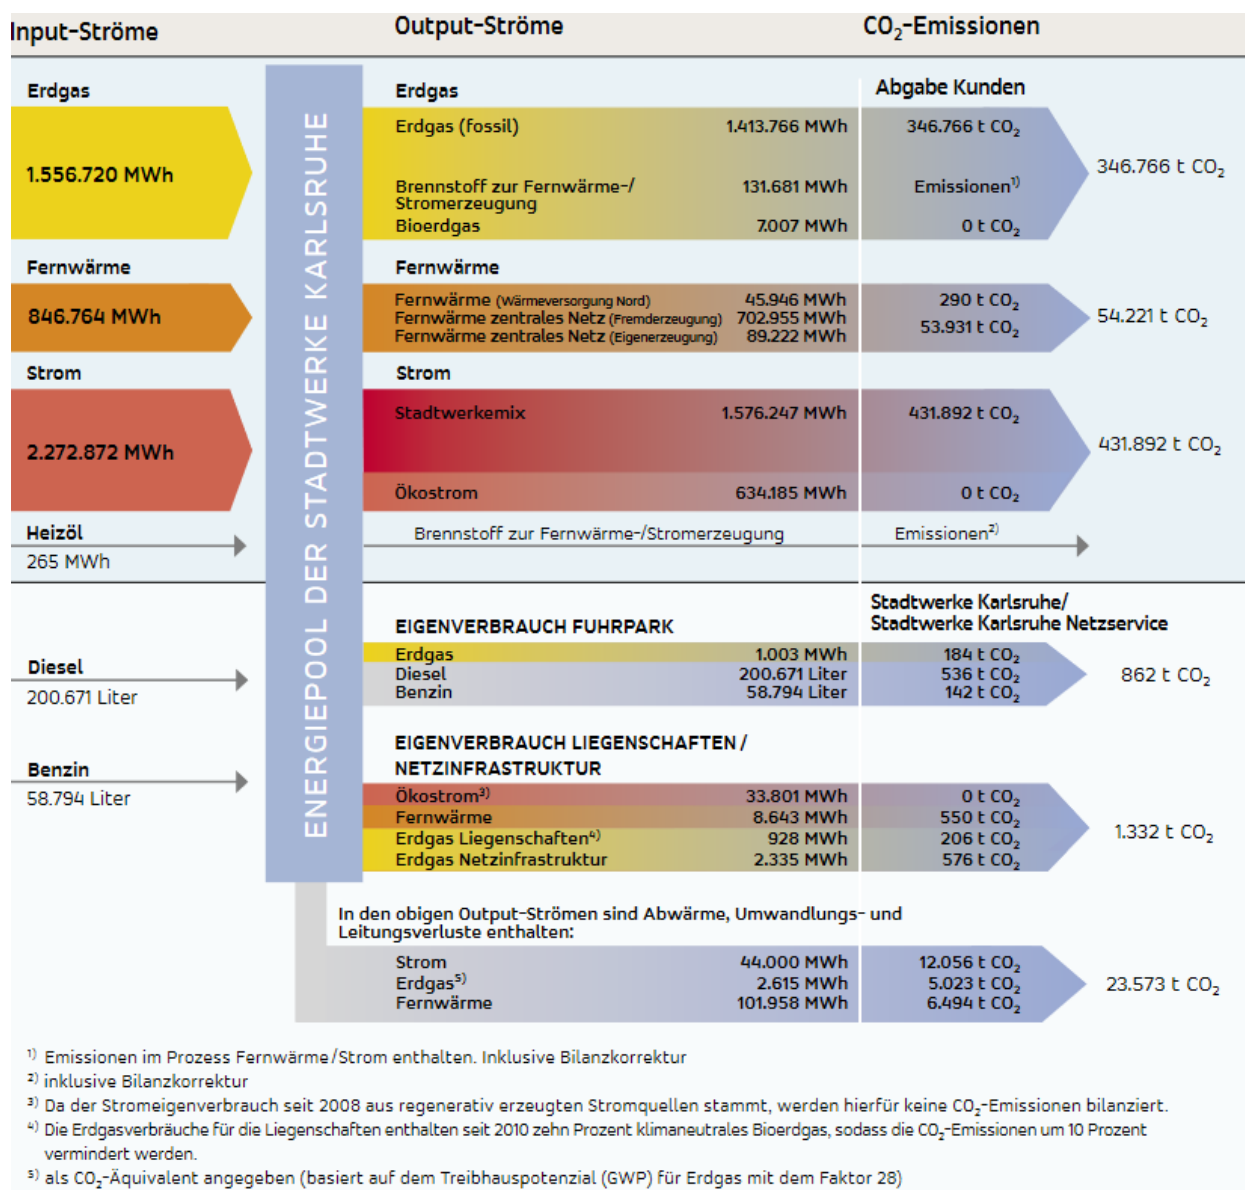 Input-Ströme
Output-Ströme
CO₂-Emissionen
Abgabe Kunden
Erdgas
1.556.720 MWh
Erdgas
Erdgas (fossil) 1.413.766 MWh 346.766 t CO₂
Brennstoff zur Fernwärme-/
Stromerzeugung 131.681 MWh Emissionen¹⁾
Bioerdgas 7.007 MWh 0 t CO₂
346.766 t CO₂
Fernwärme
846.764 MWh
Fernwärme
Fernwärme (Wärmeversorgung Nord) 45.946 MWh 290 t CO₂
Fernwärme zentrales Netz (Fremderzeugung) 702.955 MWh
53.931 t CO₂
Fernwärme zentrales Netz (Eigenerzeugung) 89.222 MWh
54.221 t CO₂
Strom
2.272.872 MWh
Strom
Stadtwerkemix 1.576.247 MWh 431.892 t CO₂
Ökostrom 634.185 MWh 0 t CO₂
431.892 t CO₂
Heizöl
265 MWh
Brennstoff zur Fernwärme-/Stromerzeugung Emissionen²⁾
ENERGIEPOOL DER STADTWERKE KARLSRUHE
Stadtwerke Karlsruhe/
Stadtwerke Karlsruhe Netzservice
Diesel
200.671 Liter
EIGENVERBRAUCH FUHRPARK
Erdgas 1.003 MWh 184 t CO₂
Diesel 200.671 Liter 536 t CO₂
Benzin 58.794 Liter 142 t CO₂
862 t CO₂
Benzin
58.794 Liter
EIGENVERBRAUCH LIEGENSCHAFTEN/
NETZINFRASTRUKTUR
Ökostrom³⁾ 33.801 MWh 0 t CO₂
Fernwärme 8.643 MWh 550 t CO₂
Erdgas Liegenschaften⁴⁾ 928 MWh 206 t CO₂
Erdgas Netzinfrastruktur 2.335 MWh 576 t CO₂
1.332 t CO₂
In den obigen Output-Strömen sind Abwärme, Umwandlungs- und
Leitungsverluste enthalten:
Strom 44.000 MWh 12.056 t CO₂
Erdgas⁵⁾ 2.615 MWh 5.023 t CO₂
Fernwärme 101.958 MWh 6.494 t CO₂
23.573 t CO₂
¹⁾ Emissionen im Prozess Fernwärme/Strom enthalten. Inklusive Bilanzkorrektur
²⁾ inklusive Bilanzkorrektur
³⁾ Da der Stromeigenverbrauch seit 2008 aus regenerativ erzeugten Stromquellen stammt, werden hierfür keine CO₂-Emissionen bilanziert.
⁴⁾ Die Erdgasverbräuche für die Liegenschaften enthalten seit 2010 zehn Prozent klimaneutrales Bioerdgas, sodass die CO₂-Emissionen um 10 Prozent
vermindert werden.
⁵⁾ als CO₂-Äquivalent angegeben (basiert auf dem Treibhauspotenzial (GWP) für Erdgas mit dem Faktor 28)